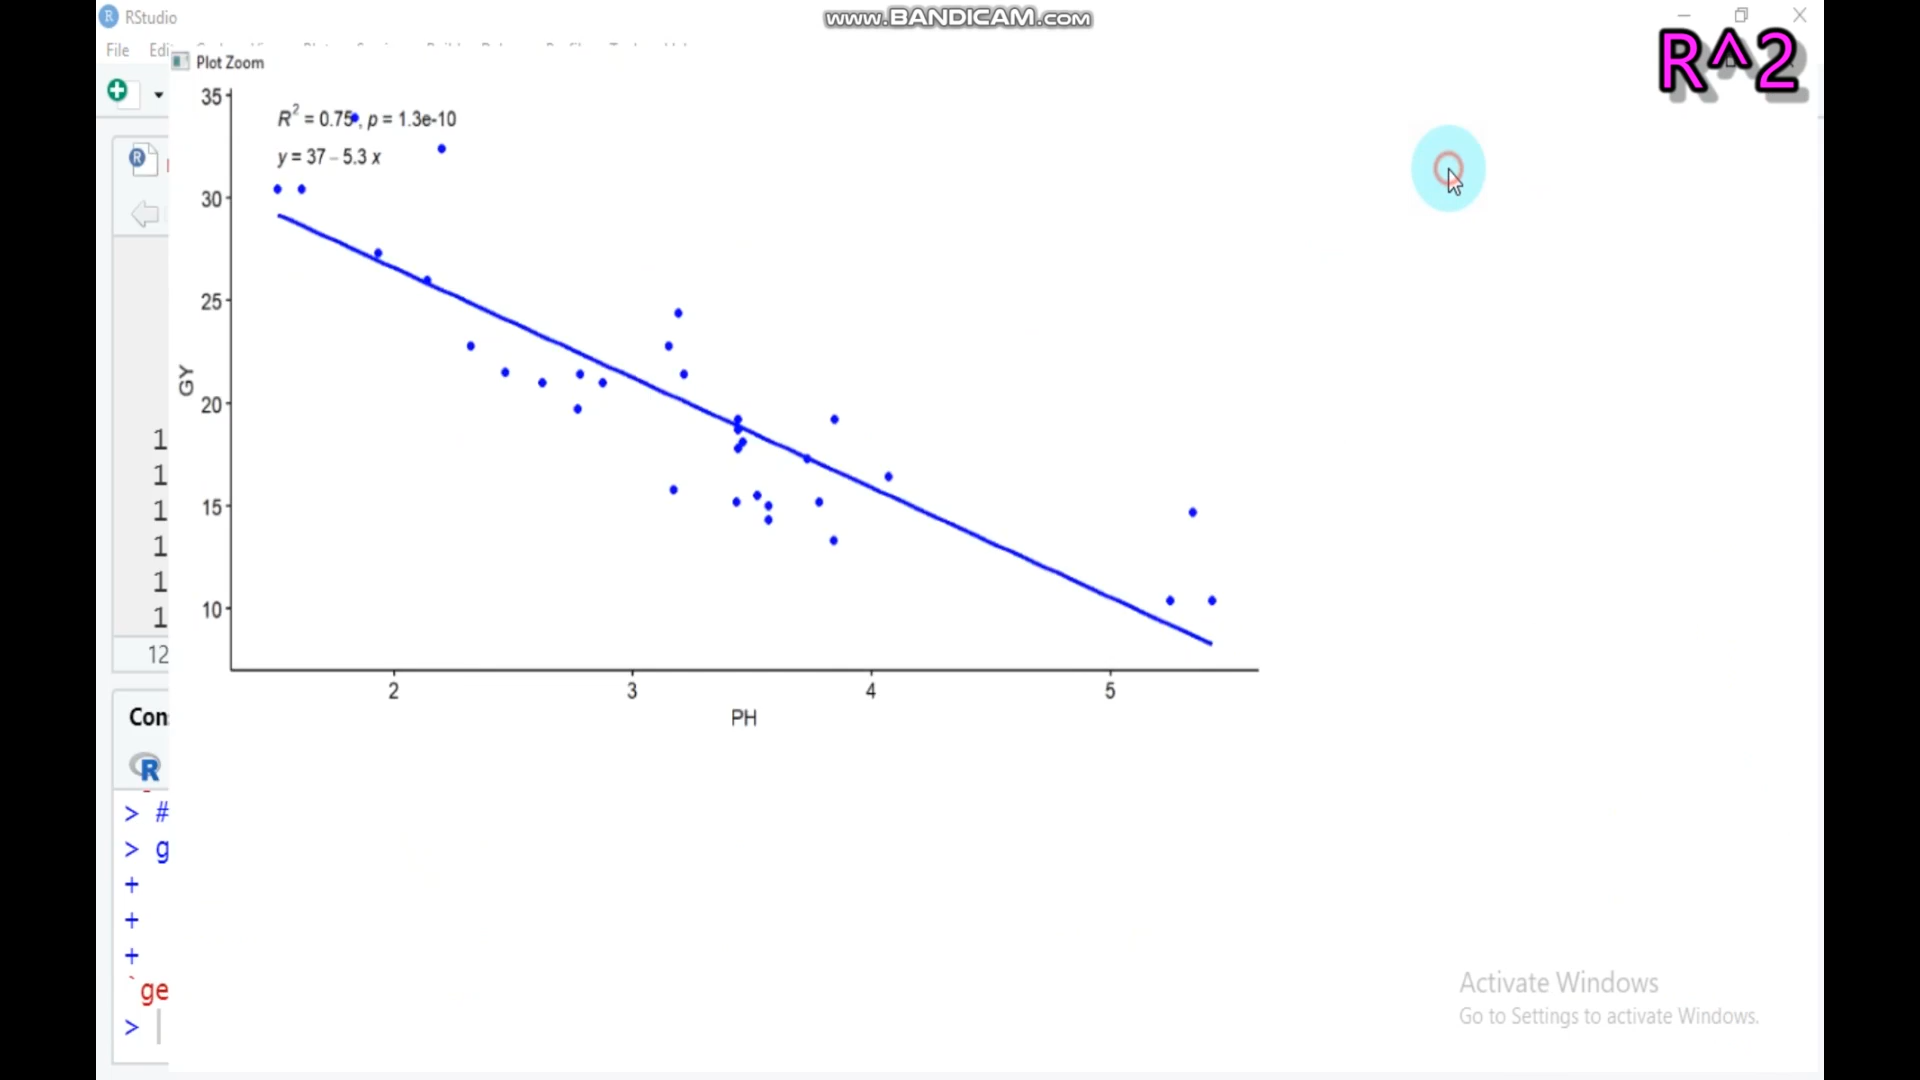 www.BANDICAM.com
RStudio
File
R^2
Plot Zoom
R2 = 0.75, p = 1.3e-10
y = 37 – 5.3 x
35
30
25
20
15
10
GY
2 3 4 5
PH
1
1
1
1
1
1
12
Con
> #
> g
+
+
+
`ge
>
Activate Windows
Go to Settings to activate Windows.